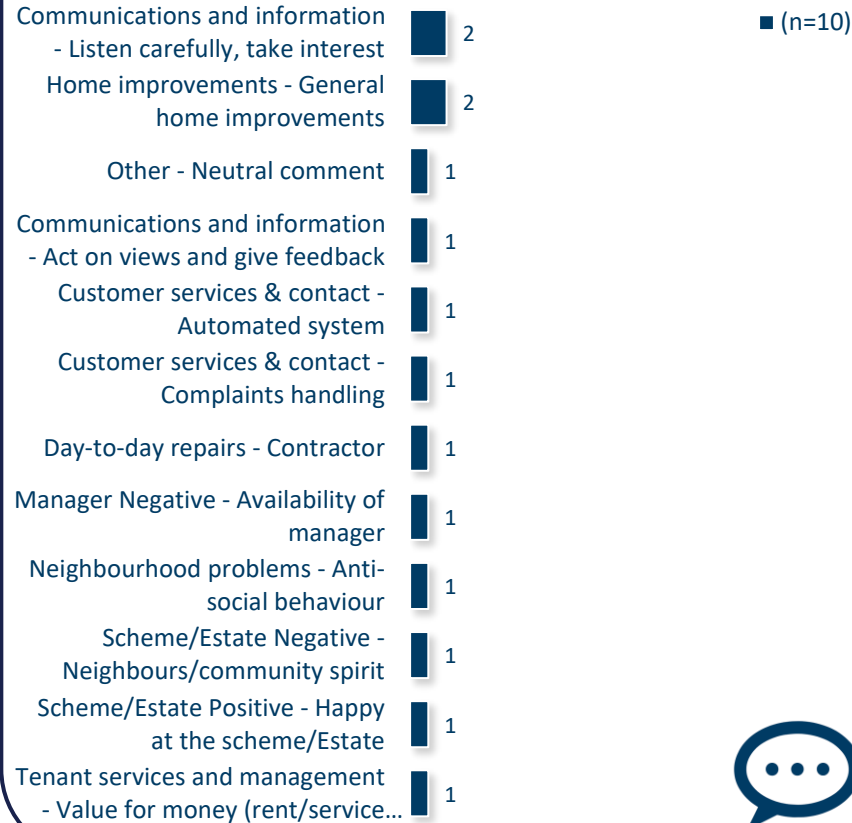 Communications and information
- Listen carefully, take interest
2
(n=10)
Home improvements - General
home improvements
2
Other - Neutral comment
1
Communications and information
- Act on views and give feedback
1
Customer services & contact -
Automated system
1
Customer services & contact -
Complaints handling
1
Day-to-day repairs - Contractor
1
Manager Negative - Availability of
manager
1
Neighbourhood problems - Anti-
social behaviour
1
Scheme/Estate Negative -
Neighbours/community spirit
1
Scheme/Estate Positive - Happy
at the scheme/Estate
1
Tenant services and management
- Value for money (rent/service...
1